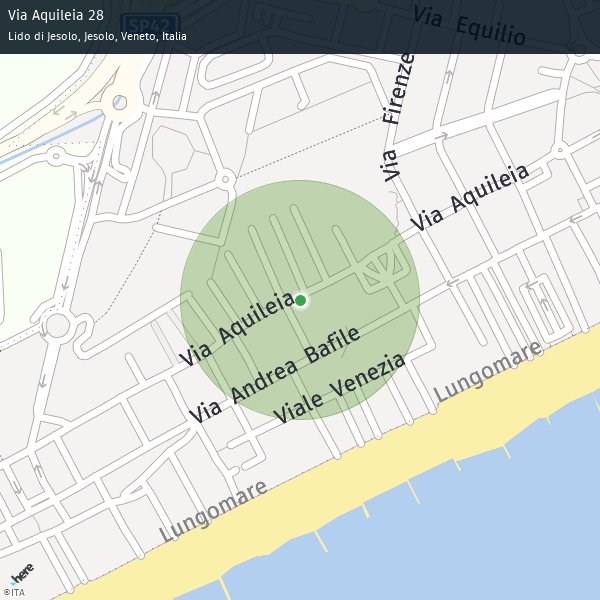 Via Aquileia 28
Lido di Jesolo, Jesolo, Veneto, Italia
SP42
Via Equilio
Via Firenze
Via Aquileia
Via Aquileia
Via Andrea Bafile
Viale Venezia
Lungomare
Lungomare
here
©ITA